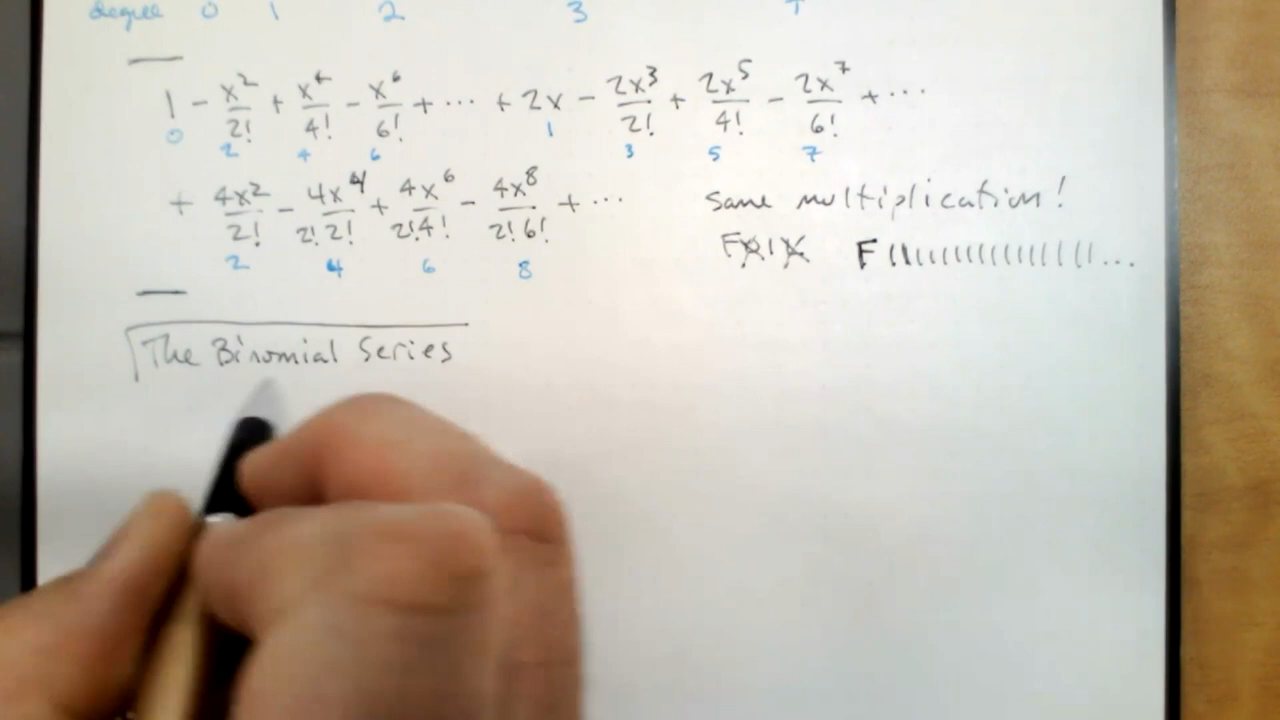 degree 0 1 2 3 4
1 - x²/2! + x⁴/4! - x⁶/6! + ··· + 2x - 2x³/2! + 2x⁵/4! - 2x⁷/6! + ···
0 2 4 6 1 3 5 7
+ 4x²/2! - 4x⁴/2!2! + 4x⁶/2!4! - 4x⁸/2!6! + ··· same multiplication!
2 4 6 8
The Binomial Series